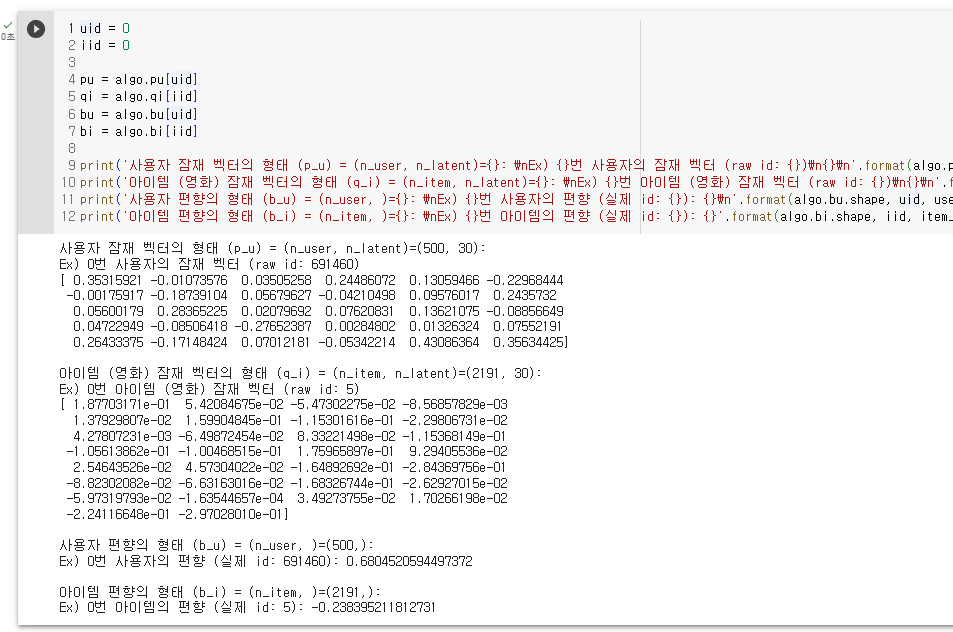 0초
1 uid = 0
2 iid = 0
3
4 pu = algo.pu[uid]
5 qi = algo.qi[iid]
6 bu = algo.bu[uid]
7 bi = algo.bi[iid]
8
9 print('사용자 잠재 벡터의 형태 (p_u) = (n_user, n_latent)={}: ₩nEx) {}번 사용자의 잠재 벡터 (raw id: {})₩n{}₩n'.format(algo.p
10 print('아이템 (영화) 잠재 벡터의 형태 (q_i) = (n_item, n_latent)={}: ₩nEx) {}번 아이템 (영화) 잠재 벡터 (raw id: {})₩n{}₩n'.f
11 print('사용자 편향의 형태 (b_u) = (n_user, )={}: ₩nEx) {}번 사용자의 편향 (실제 id: {}): {}₩n'.format(algo.bu.shape, uid, use
12 print('아이템 편향의 형태 (b_i) = (n_item, )={}: ₩nEx) {}번 아이템의 편향 (실제 id: {}): {}'.format(algo.bi.shape, iid, item_
사용자 잠재 벡터의 형태 (p_u) = (n_user, n_latent)=(500, 30):
Ex) 0번 사용자의 잠재 벡터 (raw id: 691460)
[ 0.35315921 -0.01073576  0.03505258  0.24486072  0.13059466 -0.22968444
 -0.00175917 -0.18739104  0.05679627 -0.04210498  0.09576017  0.2435732
  0.05600179  0.28365225  0.02079692  0.07620831  0.13621075 -0.08856649
  0.04722949 -0.08506418 -0.27652387  0.00284802  0.01326324  0.07552191
  0.26433375 -0.17148424  0.07012181 -0.05342214  0.43086364  0.35634425]
아이템 (영화) 잠재 벡터의 형태 (q_i) = (n_item, n_latent)=(2191, 30):
Ex) 0번 아이템 (영화) 잠재 벡터 (raw id: 5)
[ 1.87703171e-01  5.42084675e-02 -5.47302275e-02 -8.56857829e-03
  1.37929807e-02  1.59904845e-01 -1.15301616e-01 -2.29806731e-02
  4.27807231e-03 -6.49872454e-02  8.33221498e-02 -1.15368149e-01
 -1.05613862e-01 -1.00468515e-01  1.75965897e-01  9.29405536e-02
  2.54643526e-02  4.57304022e-02 -1.64892692e-01 -2.84369756e-01
 -8.82302082e-02 -6.63163016e-02 -1.68326744e-01 -2.62927015e-02
 -5.97319793e-02 -1.63544657e-04  3.49273755e-02  1.70266198e-02
 -2.24116648e-01 -2.97028010e-01]
사용자 편향의 형태 (b_u) = (n_user, )=(500,):
Ex) 0번 사용자의 편향 (실제 id: 691460): 0.6804520594497372
아이템 편향의 형태 (b_i) = (n_item, )=(2191,):
Ex) 0번 아이템의 편향 (실제 id: 5): -0.238395211812731